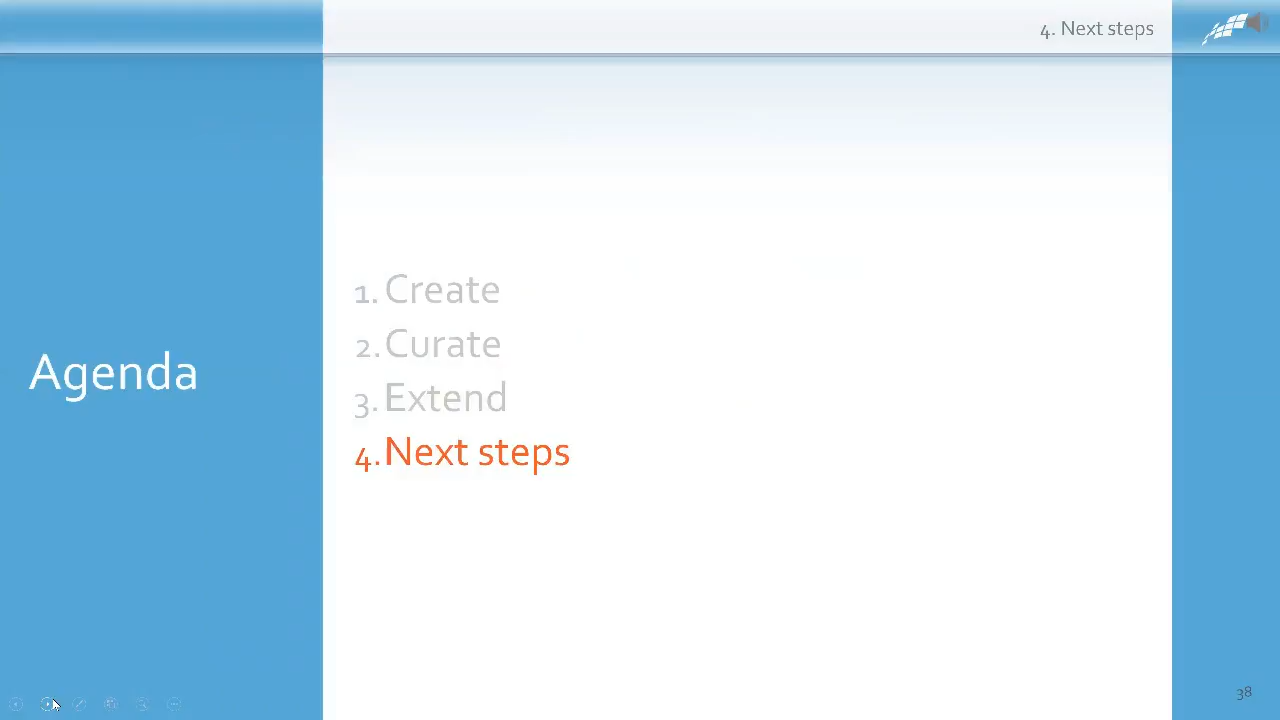 4. Next steps
Agenda
1. Create
2. Curate
3. Extend
4. Next steps
38